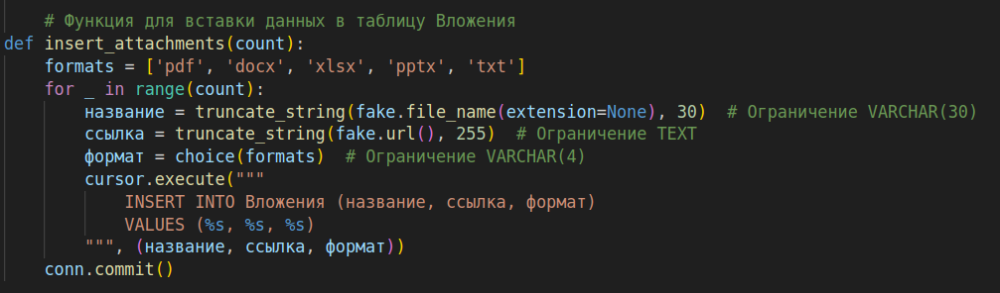 # Функция для вставки данных в таблицу Вложения
def insert_attachments(count):
formats = ['pdf', 'docx', 'xlsx', 'pptx', 'txt']
for _ in range(count):
название = truncate_string(fake.file_name(extension=None), 30)  # Ограничение VARCHAR(30)
ссылка = truncate_string(fake.url(), 255)  # Ограничение TEXT
формат = choice(formats)  # Ограничение VARCHAR(4)
cursor.execute("""
INSERT INTO Вложения (название, ссылка, формат)
VALUES (%s, %s, %s)
""", (название, ссылка, формат))
conn.commit()